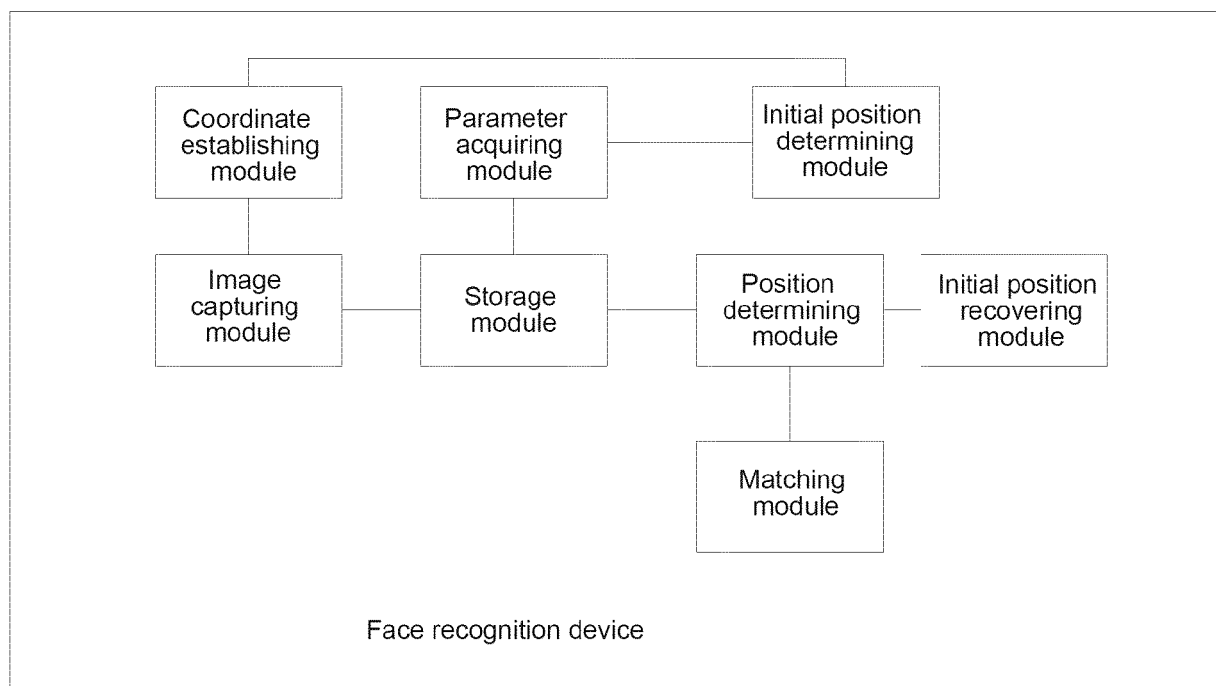 Coordinate
establishing
module
Parameter
acquiring
module
Initial position
determining
module
Image
capturing
module
Storage
module
Position
determining
module
Initial position
recovering
module
Matching
module
Face recognition device